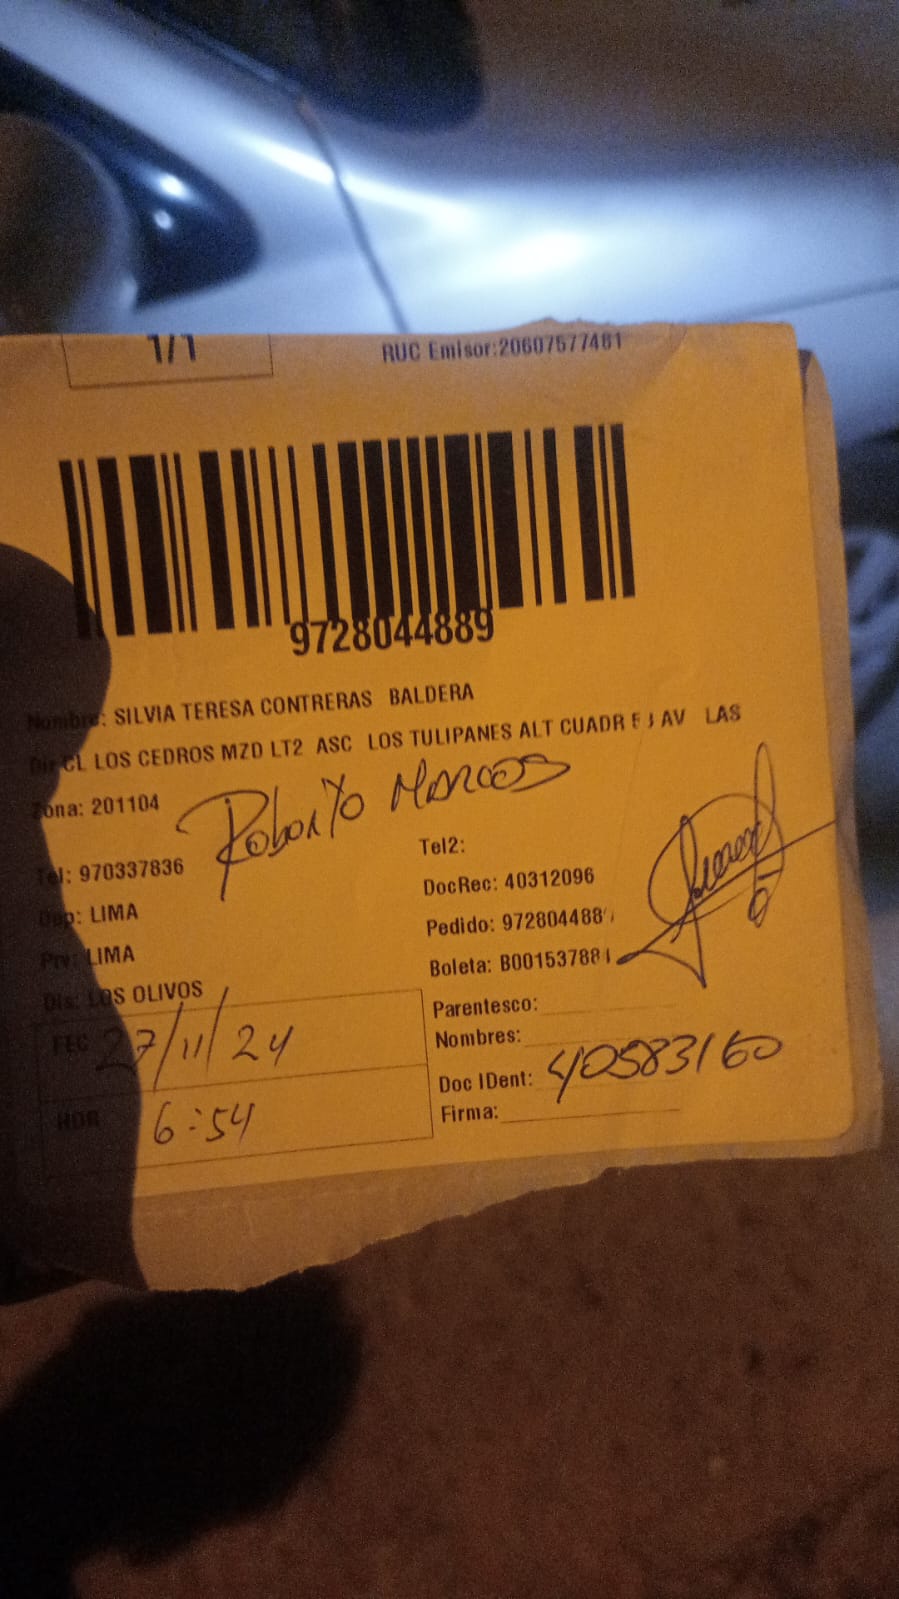 1/1
RUC Emisor:20607577461
9728044889
Nombre: SILVIA TERESA CONTRERAS BALDERA
Dir CL LOS CEDROS MZD LT2 ASC LOS TULIPANES ALT CUADR AV LAS
Zona: 201104
Roberto Marcos
Tel: 970337836
Tel2:
DocRec: 40312096
Dep: LIMA
Pedido: 972804488
Prv: LIMA
Boleta: B001537881
Dis: LOS OLIVOS
Parentesco:
FEC 27/11/24
Nombres:
Doc IDent: 40583160
HOR 6:54
Firma: